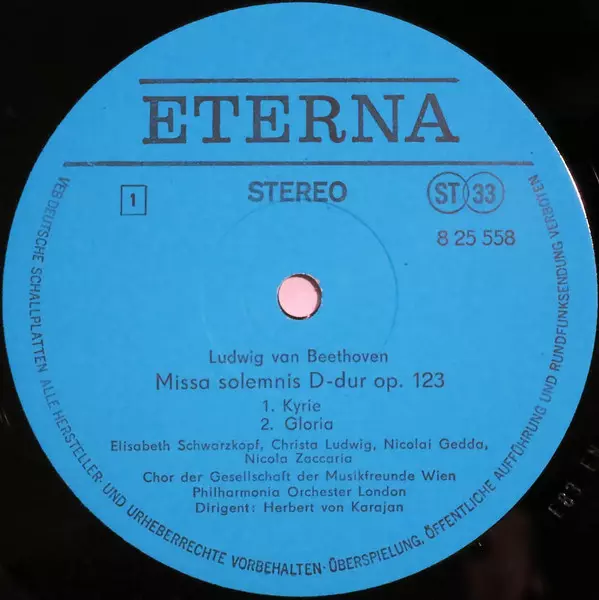 ETERNA
1
STEREO
ST 33
8 25 558
Ludwig van Beethoven
Missa solemnis D-dur op. 123
1. Kyrie
2. Gloria
Elisabeth Schwarzkopf, Christa Ludwig, Nicolai Gedda,
Nicola Zaccaria
Chor der Gesellschaft der Musikfreunde Wien
Philharmonia Orchester London
Dirigent: Herbert von Karajan
VEB DEUTSCHE SCHALLPLATTEN ALLE HERSTELLER- UND URHEBERRECHTE VORBEHALTEN · ÜBERSPIELUNG, ÖFFENTLICHE AUFFÜHRUNG UND RUNDFUNKSENDUNG VERBOTEN